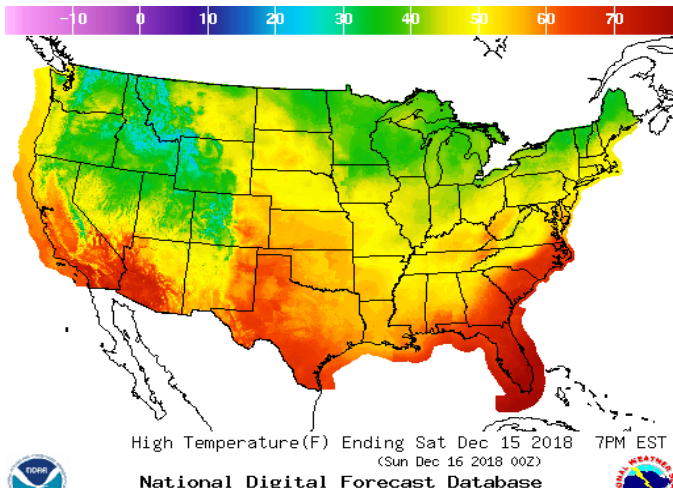 -10 0 10 20 30 40 50 60 70
High Temperature(F) Ending Sat Dec 15 2018 7PM EST
(Sun Dec 16 2018 00Z)
National Digital Forecast Database
NOAA